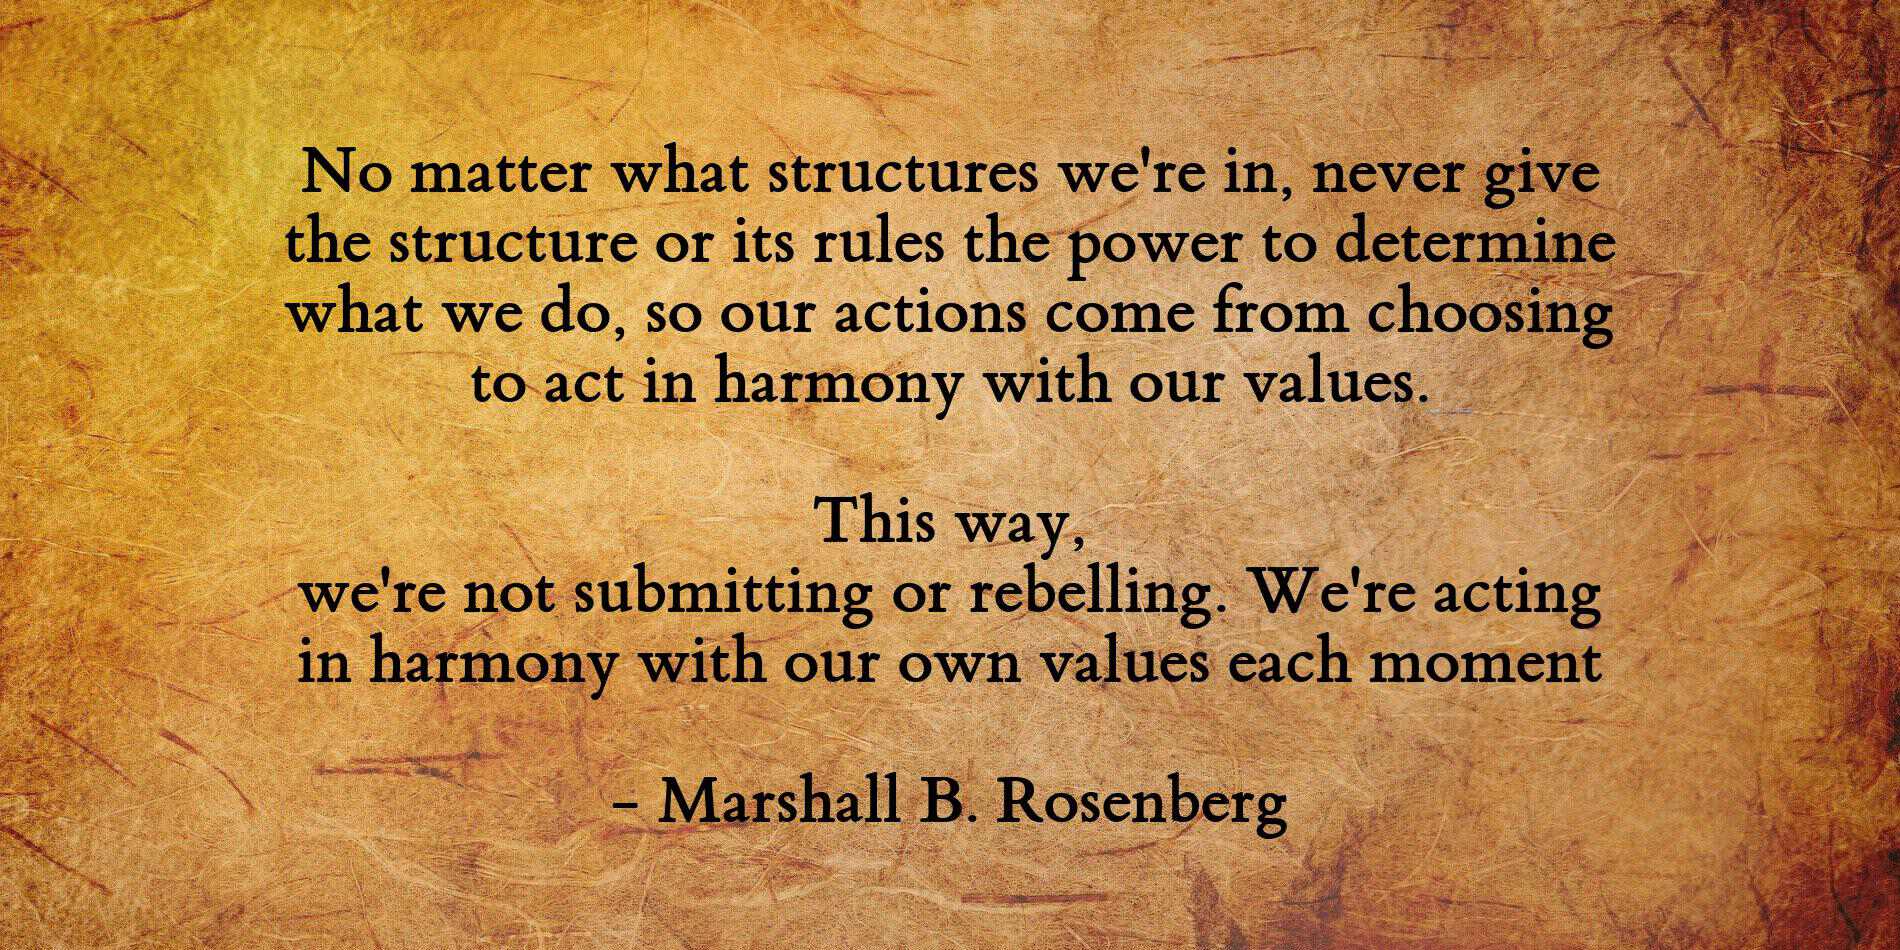 No matter what structures we're in, never give
the structure or its rules the power to determine
what we do, so our actions come from choosing
to act in harmony with our values.
This way,
we're not submitting or rebelling. We're acting
in harmony with our own values each moment
- Marshall B. Rosenberg